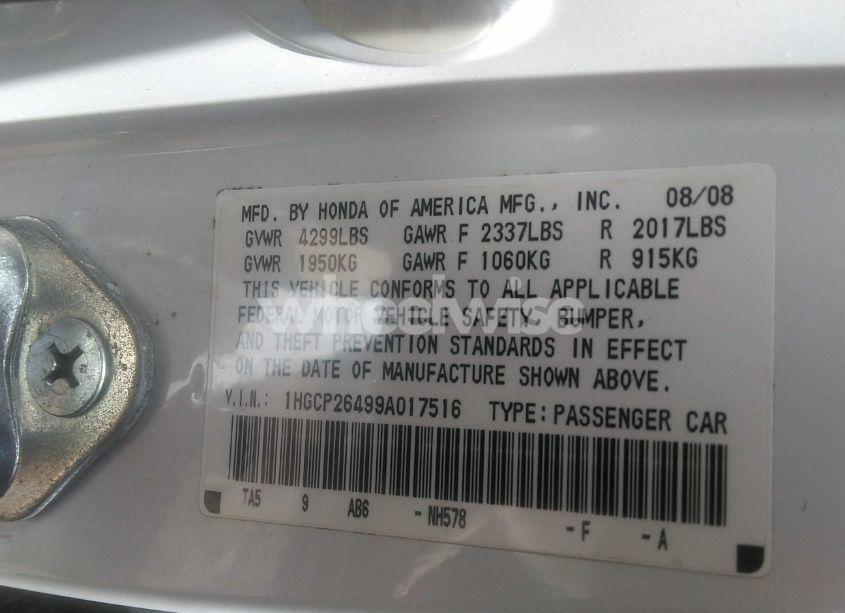 MFD. BY HONDA OF AMERICA MFG., INC. 08/08
GVWR 4299LBS GAWR F 2337LBS R 2017LBS
GVWR 1950KG GAWR F 1060KG R 915KG
THIS VEHICLE CONFORMS TO ALL APPLICABLE
FEDERAL MOTOR VEHICLE SAFETY, BUMPER,
AND THEFT PREVENTION STANDARDS IN EFFECT
ON THE DATE OF MANUFACTURE SHOWN ABOVE.
V.I.N.: 1HGCP26499A017516 TYPE:PASSENGER CAR
TA5 9 AB6 -NH578 -F -A
wheelwise